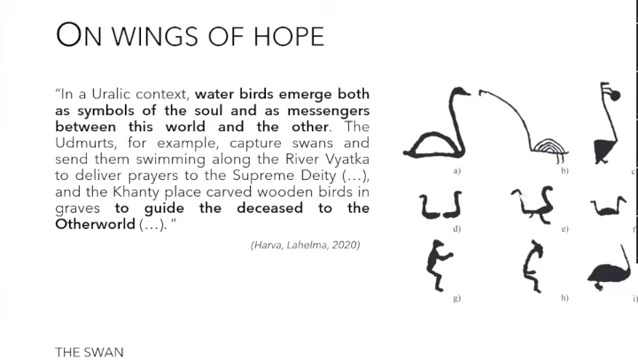 ON WINGS OF HOPE
“In a Uralic context, water birds emerge both
as symbols of the soul and as messengers
between this world and the other. The
Udmurts, for example, capture swans and
send them swimming along the River Vyatka
to deliver prayers to the Supreme Deity (…),
and the Khanty place carved wooden birds in
graves to guide the deceased to the
Otherworld (…). ”
(Harva, Lahelma, 2020)
a) b) c
d) e) f
g) h) i)
THE SWAN